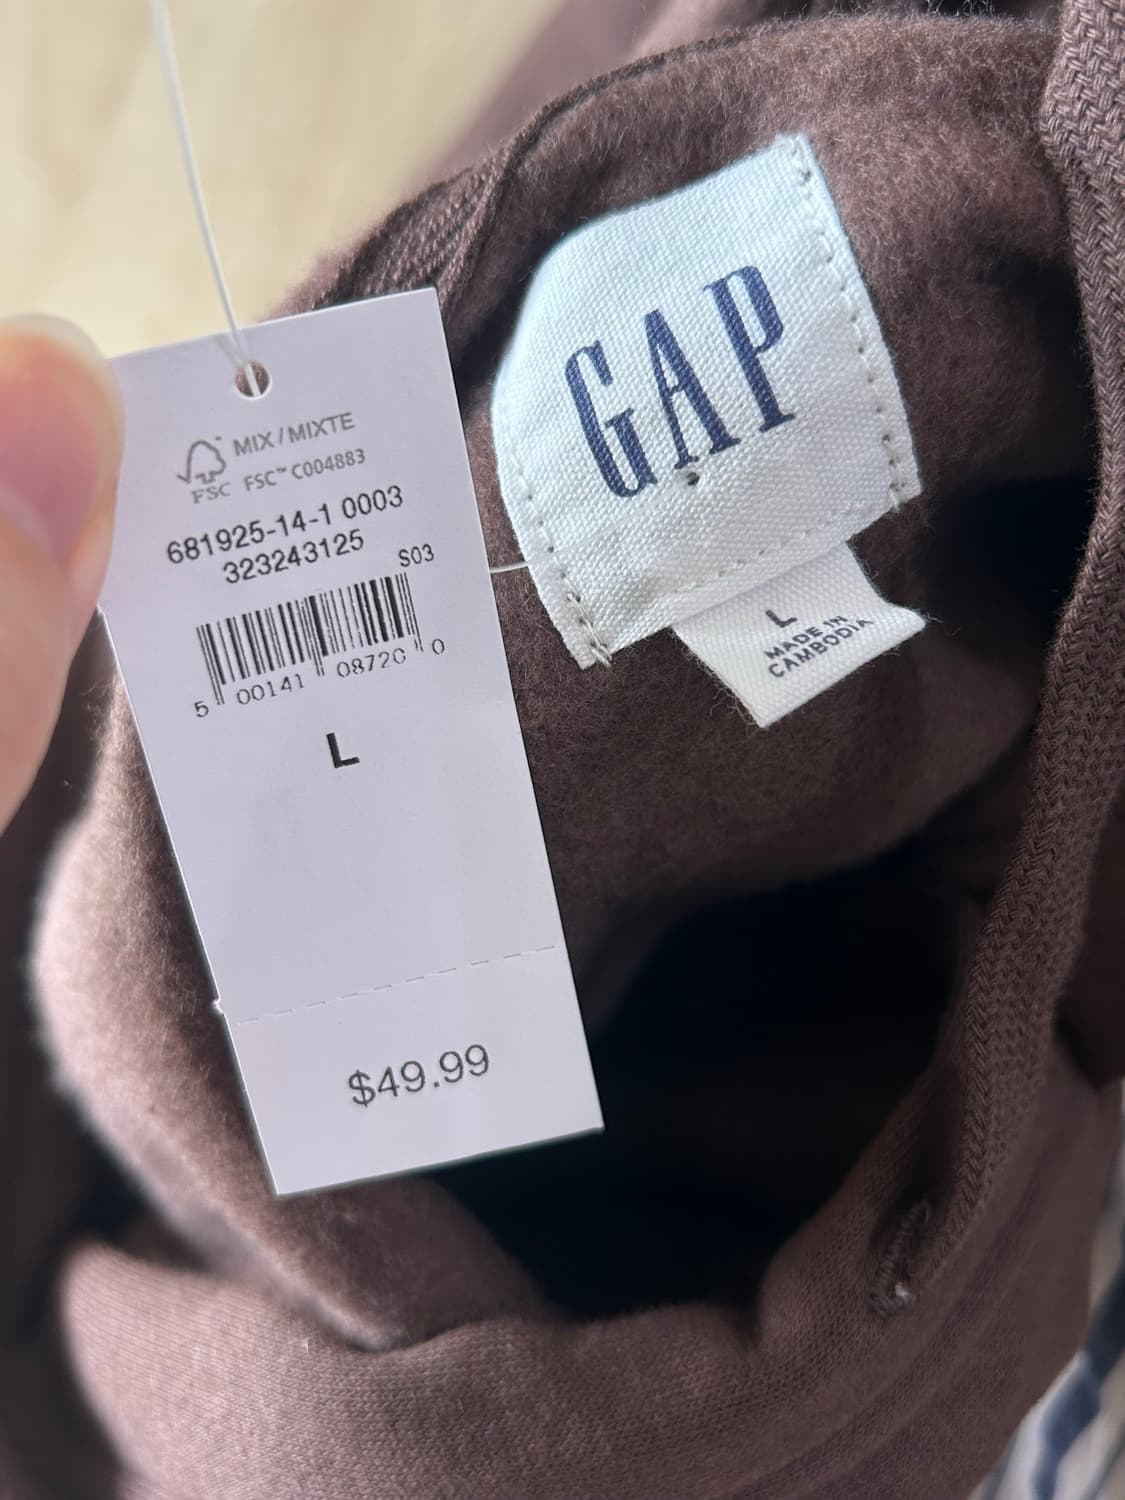 MIX / MIXTE
FSC FSC™ C004883
681925-14-1 0003
323243125
S03
5 00141 08720 0
L
$49.99
GAP
L
MADE IN
CAMBODIA